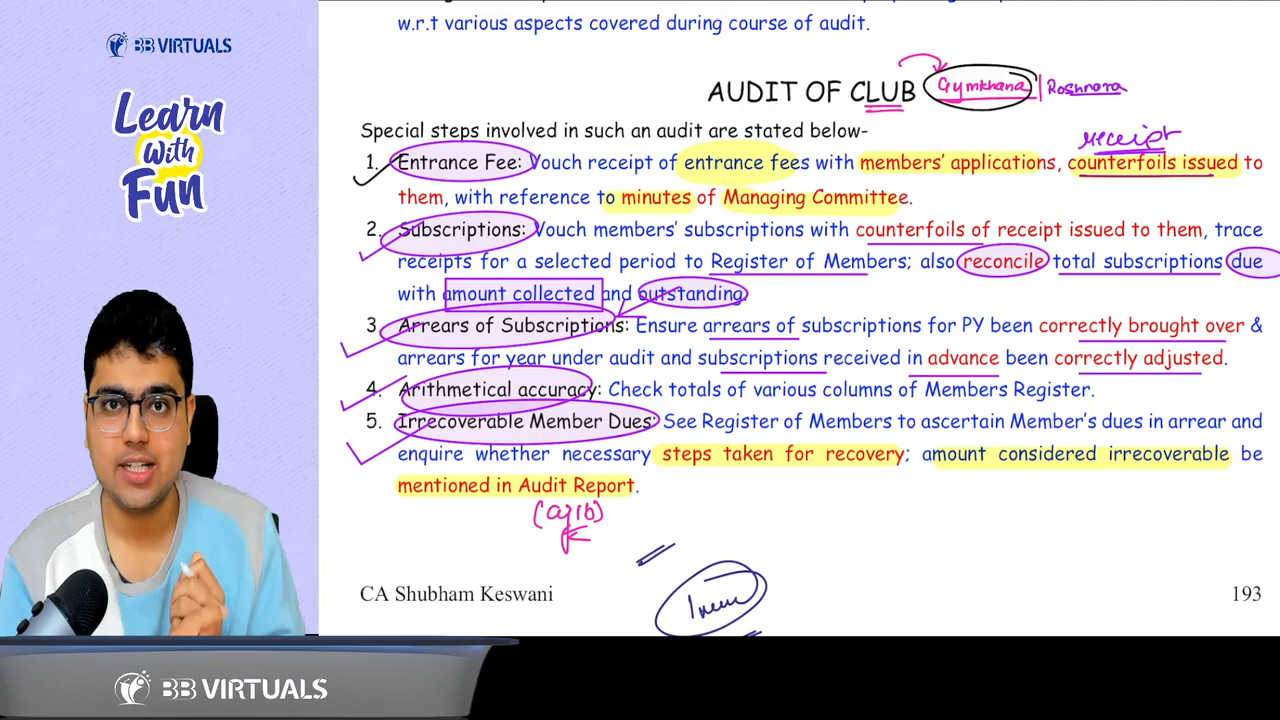 w.r.t various aspects covered during course of audit.
BB VIRTUALS
Learn
With
Fun
AUDIT OF CLUB Gymkhana | Roshnara
Special steps involved in such an audit are stated below-
receipt
1. Entrance Fee: Vouch receipt of entrance fees with members' applications, counterfoils issued to
them, with reference to minutes of Managing Committee.
2. Subscriptions: Vouch members' subscriptions with counterfoils of receipt issued to them, trace
receipts for a selected period to Register of Members; also reconcile total subscriptions due
with amount collected and outstanding.
3. Arrears of Subscriptions: Ensure arrears of subscriptions for PY been correctly brought over &
arrears for year under audit and subscriptions received in advance been correctly adjusted.
4. Arithmetical accuracy: Check totals of various columns of Members Register.
5. Irrecoverable Member Dues: See Register of Members to ascertain Member's dues in arrear and
enquire whether necessary steps taken for recovery; amount considered irrecoverable be
mentioned in Audit Report.
CA Shubham Keswani 193
BB VIRTUALS